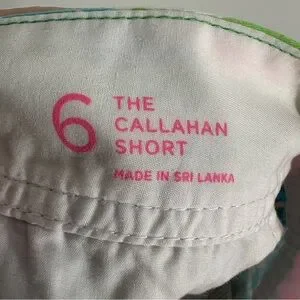 6
THE
CALLAHAN
SHORT
MADE IN SRI LANKA